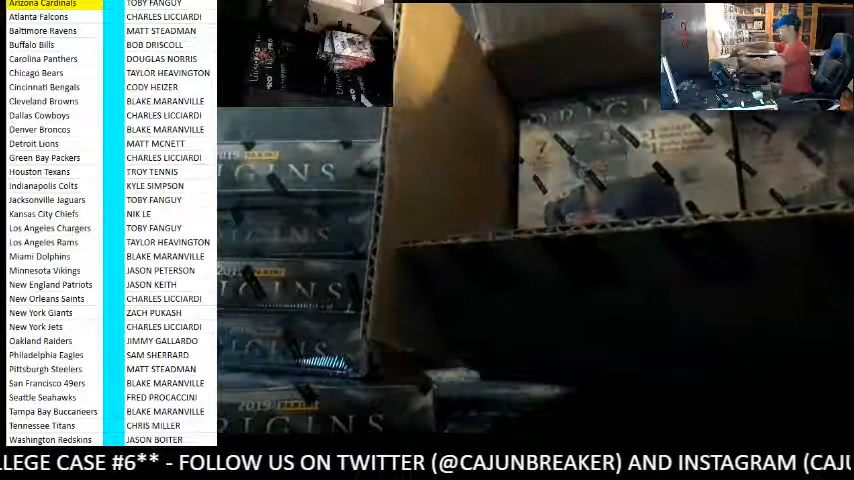 Arizona Cardinals TOBY FANGUY
Atlanta Falcons CHARLES LICCIARDI
Baltimore Ravens MATT STEADMAN
Buffalo Bills BOB DRISCOLL
Carolina Panthers DOUGLAS NORRIS
Chicago Bears TAYLOR HEAVINGTON
Cincinnati Bengals CODY HEIZER
Cleveland Browns BLAKE MARANVILLE
Dallas Cowboys CHARLES LICCIARDI
Denver Broncos BLAKE MARANVILLE
Detroit Lions MATT MCNETT
Green Bay Packers CHARLES LICCIARDI
Houston Texans TROY TENNIS
Indianapolis Colts KYLE SIMPSON
Jacksonville Jaguars TOBY FANGUY
Kansas City Chiefs NIK LE
Los Angeles Chargers TOBY FANGUY
Los Angeles Rams TAYLOR HEAVINGTON
Miami Dolphins BLAKE MARANVILLE
Minnesota Vikings JASON PETERSON
New England Patriots JASON KEITH
New Orleans Saints CHARLES LICCIARDI
New York Giants ZACH PUKASH
New York Jets CHARLES LICCIARDI
Oakland Raiders JIMMY GALLARDO
Philadelphia Eagles SAM SHERRARD
Pittsburgh Steelers MATT STEADMAN
San Francisco 49ers BLAKE MARANVILLE
Seattle Seahawks FRED PROCACCINI
Tampa Bay Buccaneers BLAKE MARANVILLE
Tennessee Titans CHRIS MILLER
Washington Redskins JASON BOITER
2019 PANINI
IGINS
IGINS
ORIGINS
7
2019
RIGINS
LLEGE CASE #6** - FOLLOW US ON TWITTER (@CAJUNBREAKER) AND INSTAGRAM (CAJU